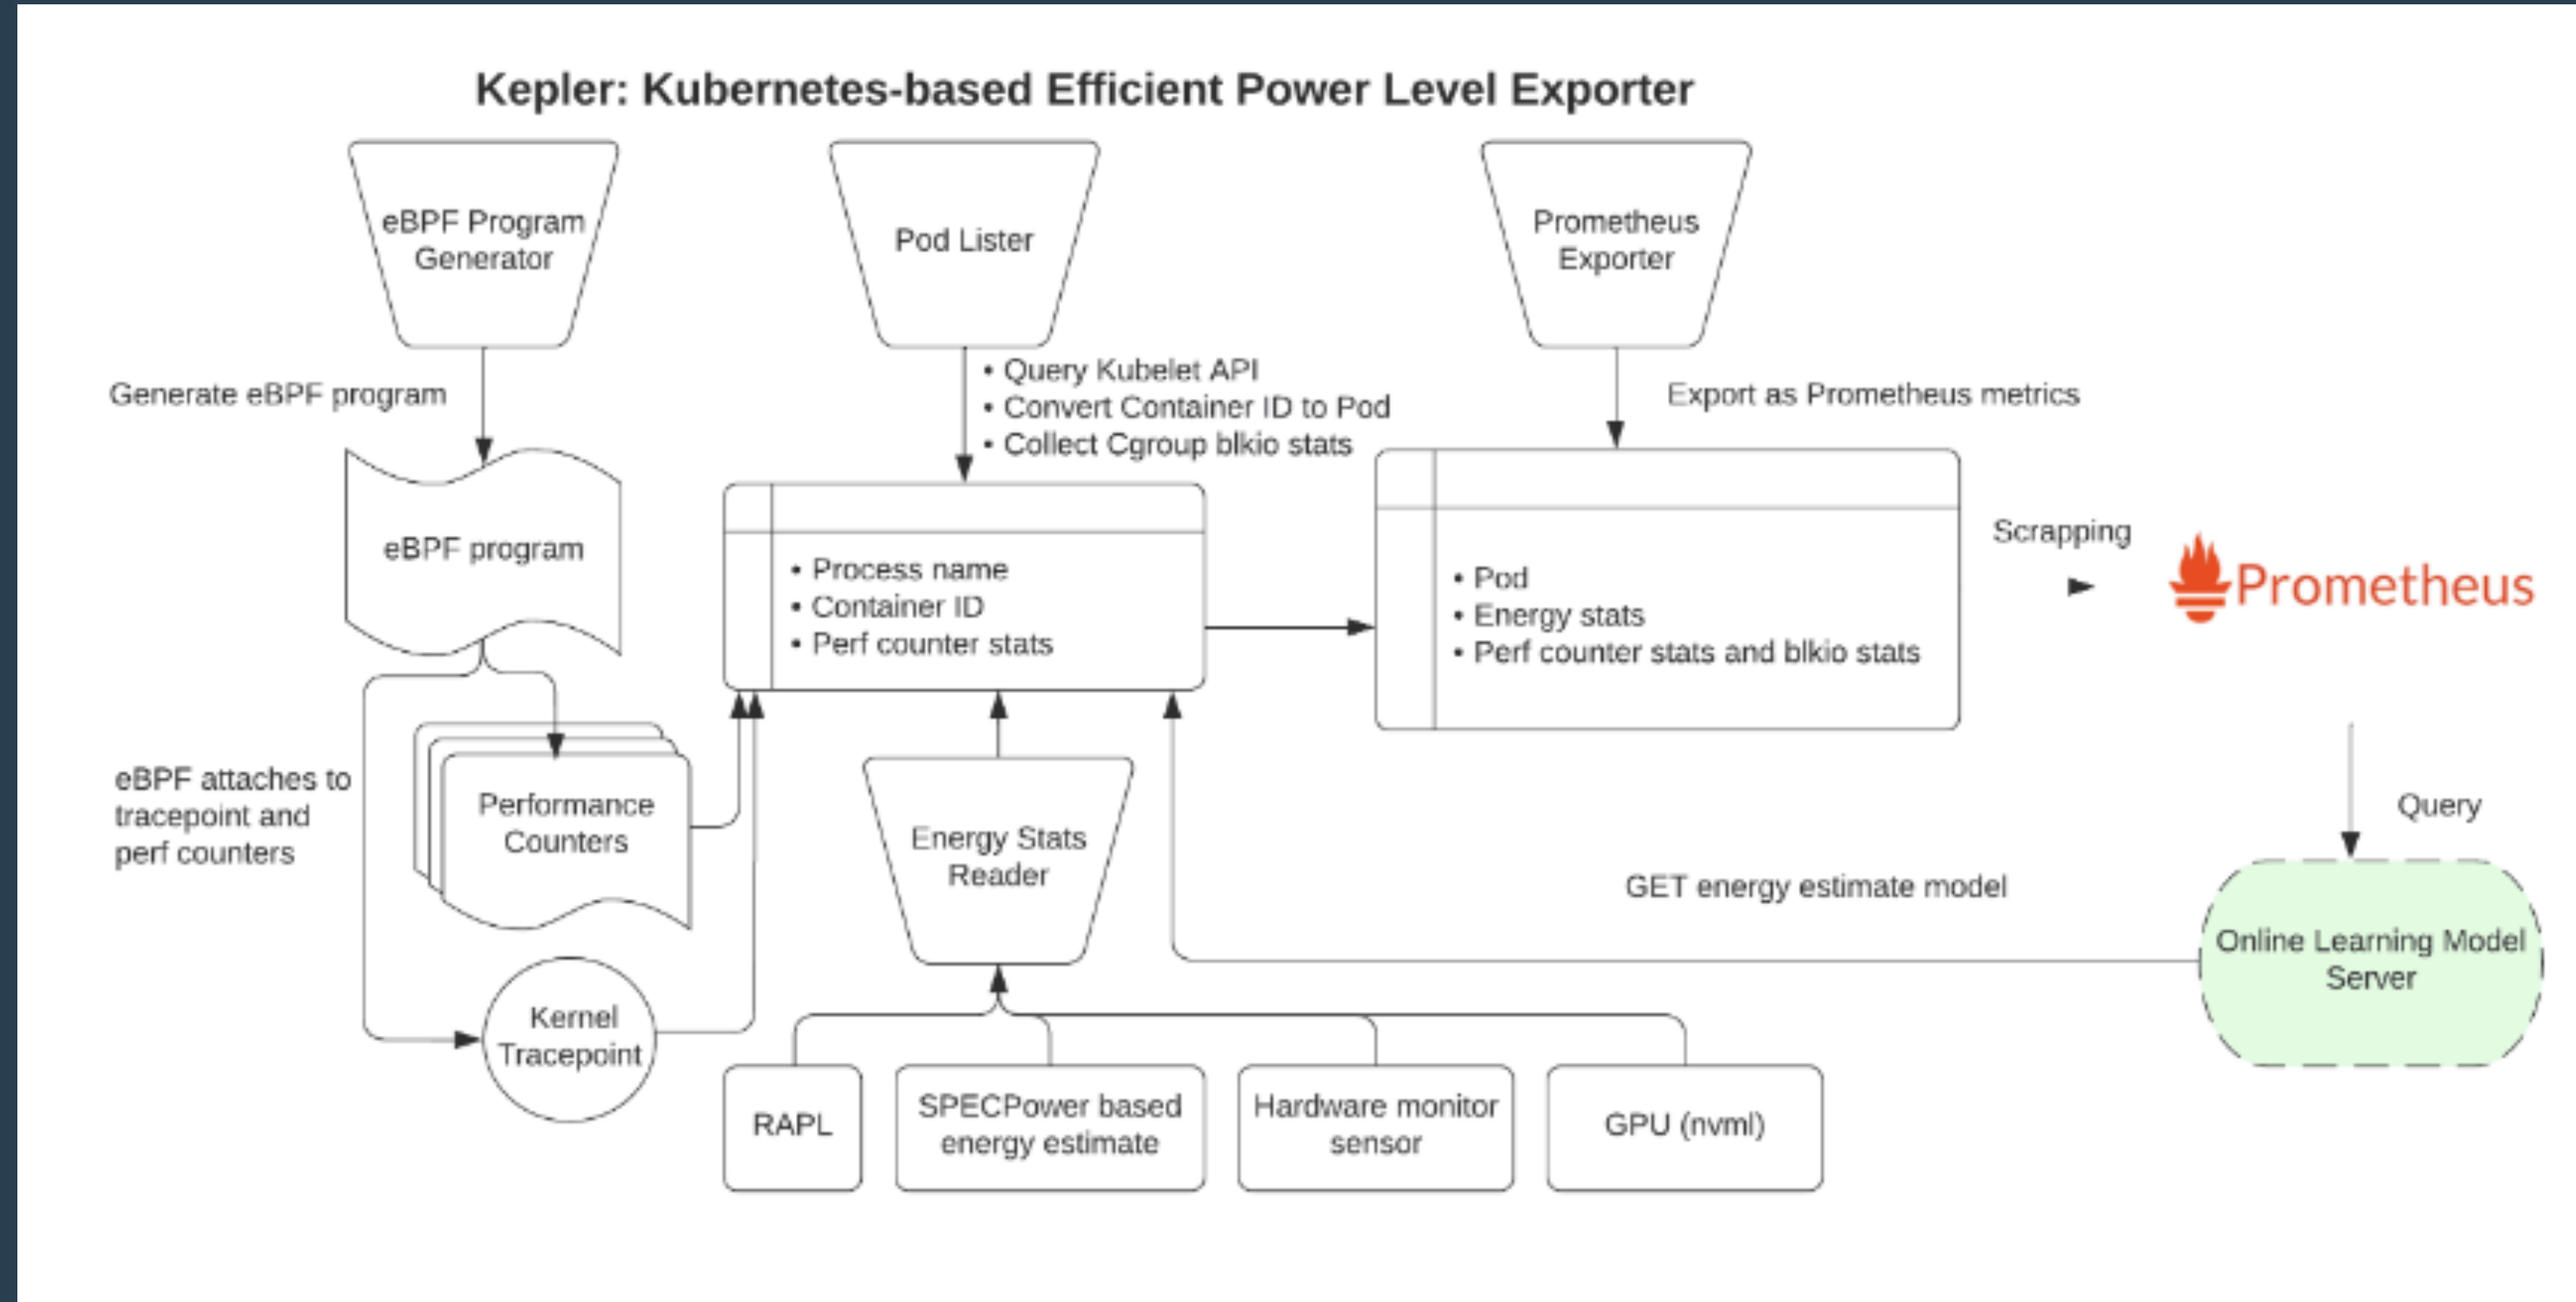 Kepler: Kubernetes-based Efficient Power Level Exporter
eBPF Program
Generator
Pod Lister
Prometheus
Exporter
Generate eBPF program
• Query Kubelet API
• Convert Container ID to Pod
• Collect Cgroup blkio stats
Export as Prometheus metrics
eBPF program
• Process name
• Container ID
• Perf counter stats
• Pod
• Energy stats
• Perf counter stats and blkio stats
Scrapping
Prometheus
eBPF attaches to
tracepoint and
perf counters
Performance
Counters
Energy Stats
Reader
Query
GET energy estimate model
Online Learning Model
Server
Kernel
Tracepoint
RAPL
SPECPower based
energy estimate
Hardware monitor
sensor
GPU (nvml)